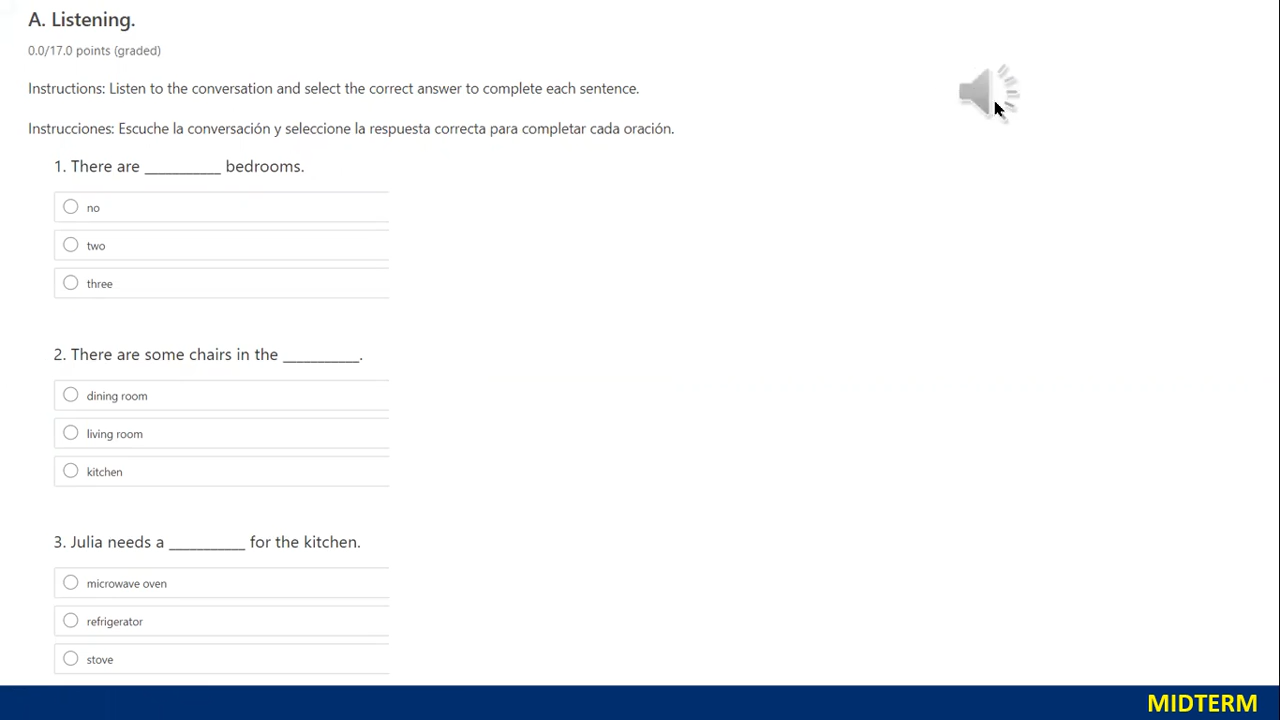 A. Listening.
0.0/17.0 points (graded)
Instructions: Listen to the conversation and select the correct answer to complete each sentence.
Instrucciones: Escuche la conversación y seleccione la respuesta correcta para completar cada oración.
1. There are __________ bedrooms.
no
two
three
2. There are some chairs in the __________.
dining room
living room
kitchen
3. Julia needs a __________ for the kitchen.
microwave oven
refrigerator
stove
MIDTERM